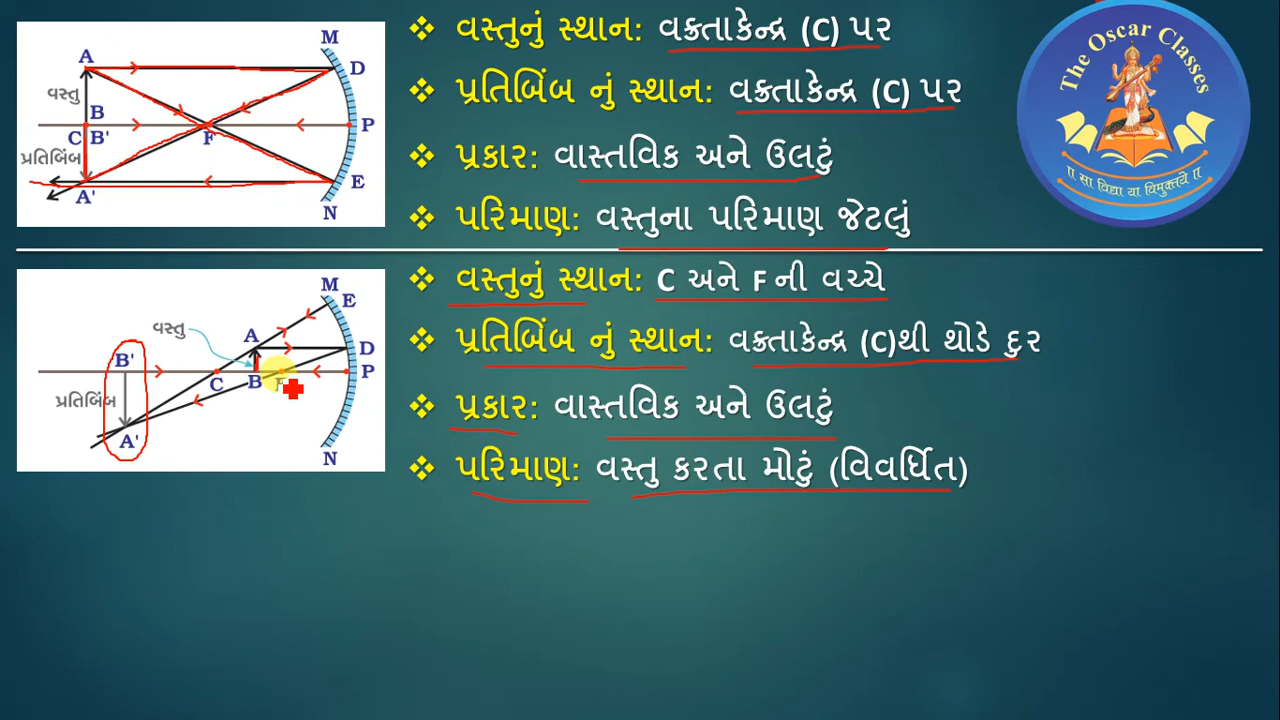 ❖ વસ્તુનું સ્થાન: વક્રતાકેન્દ્ર (C) પર
❖ પ્રતિબિંબ નું સ્થાન: વક્રતાકેન્દ્ર (C) પર
❖ પ્રકાર: વાસ્તવિક અને ઉલટું
❖ પરિમાણ: વસ્તુના પરિમાણ જેટલું
M
A
D
વસ્તુ
B
C
B'
F
P
પ્રતિબિંબ
A'
E
N
The Oscar Classes
॥ सा विद्या या विमुक्तये ॥
❖ વસ્તુનું સ્થાન: C અને F ની વચ્ચે
❖ પ્રતિબિંબ નું સ્થાન: વક્રતાકેન્દ્ર (C)થી થોડે દુર
❖ પ્રકાર: વાસ્તવિક અને ઉલટું
❖ પરિમાણ: વસ્તુ કરતા મોટું (વિવર્ધિત)
M
E
વસ્તુ
A
D
B'
C
B
F
P
પ્રતિબિંબ
A'
N